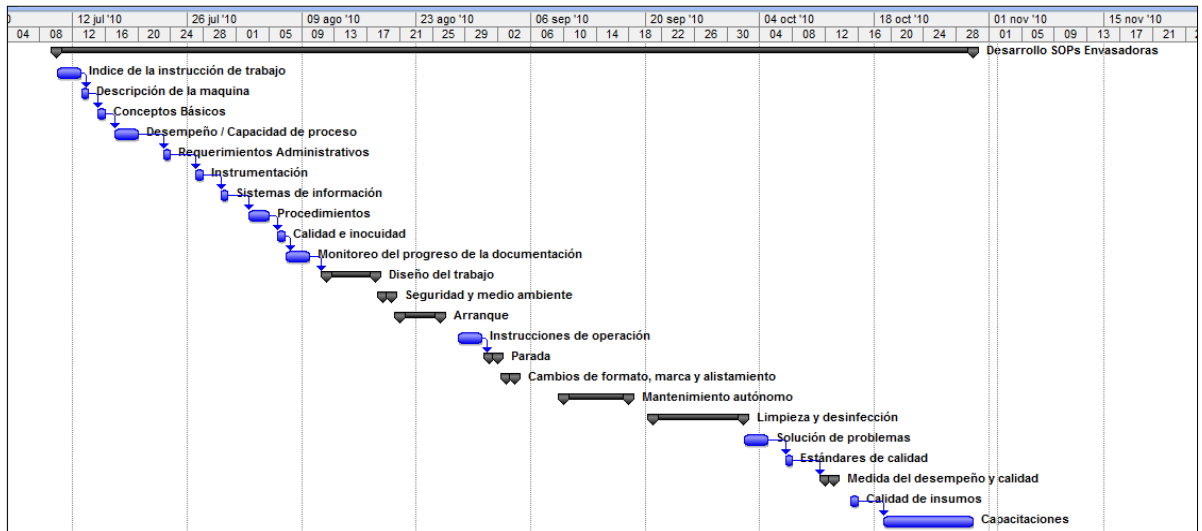 0 12 jul '10 26 jul '10 09 ago '10 23 ago '10 06 sep '10 20 sep '10 04 oct '10 18 oct '10 01 nov '10 15 nov '10
04 08 12 16 20 24 28 01 05 09 13 17 21 25 29 02 06 10 14 18 22 26 30 04 08 12 16 20 24 28 01 05 09 13 17 21 2
Desarrollo SOPs Envasadoras
Indice de la instrucción de trabajo
Descripción de la maquina
Conceptos Básicos
Desempeño / Capacidad de proceso
Requerimientos Administrativos
Instrumentación
Sistemas de información
Procedimientos
Calidad e inocuidad
Monitoreo del progreso de la documentación
Diseño del trabajo
Seguridad y medio ambiente
Arranque
Instrucciones de operación
Parada
Cambios de formato, marca y alistamiento
Mantenimiento autónomo
Limpieza y desinfección
Solución de problemas
Estándares de calidad
Medida del desempeño y calidad
Calidad de insumos
Capacitaciones